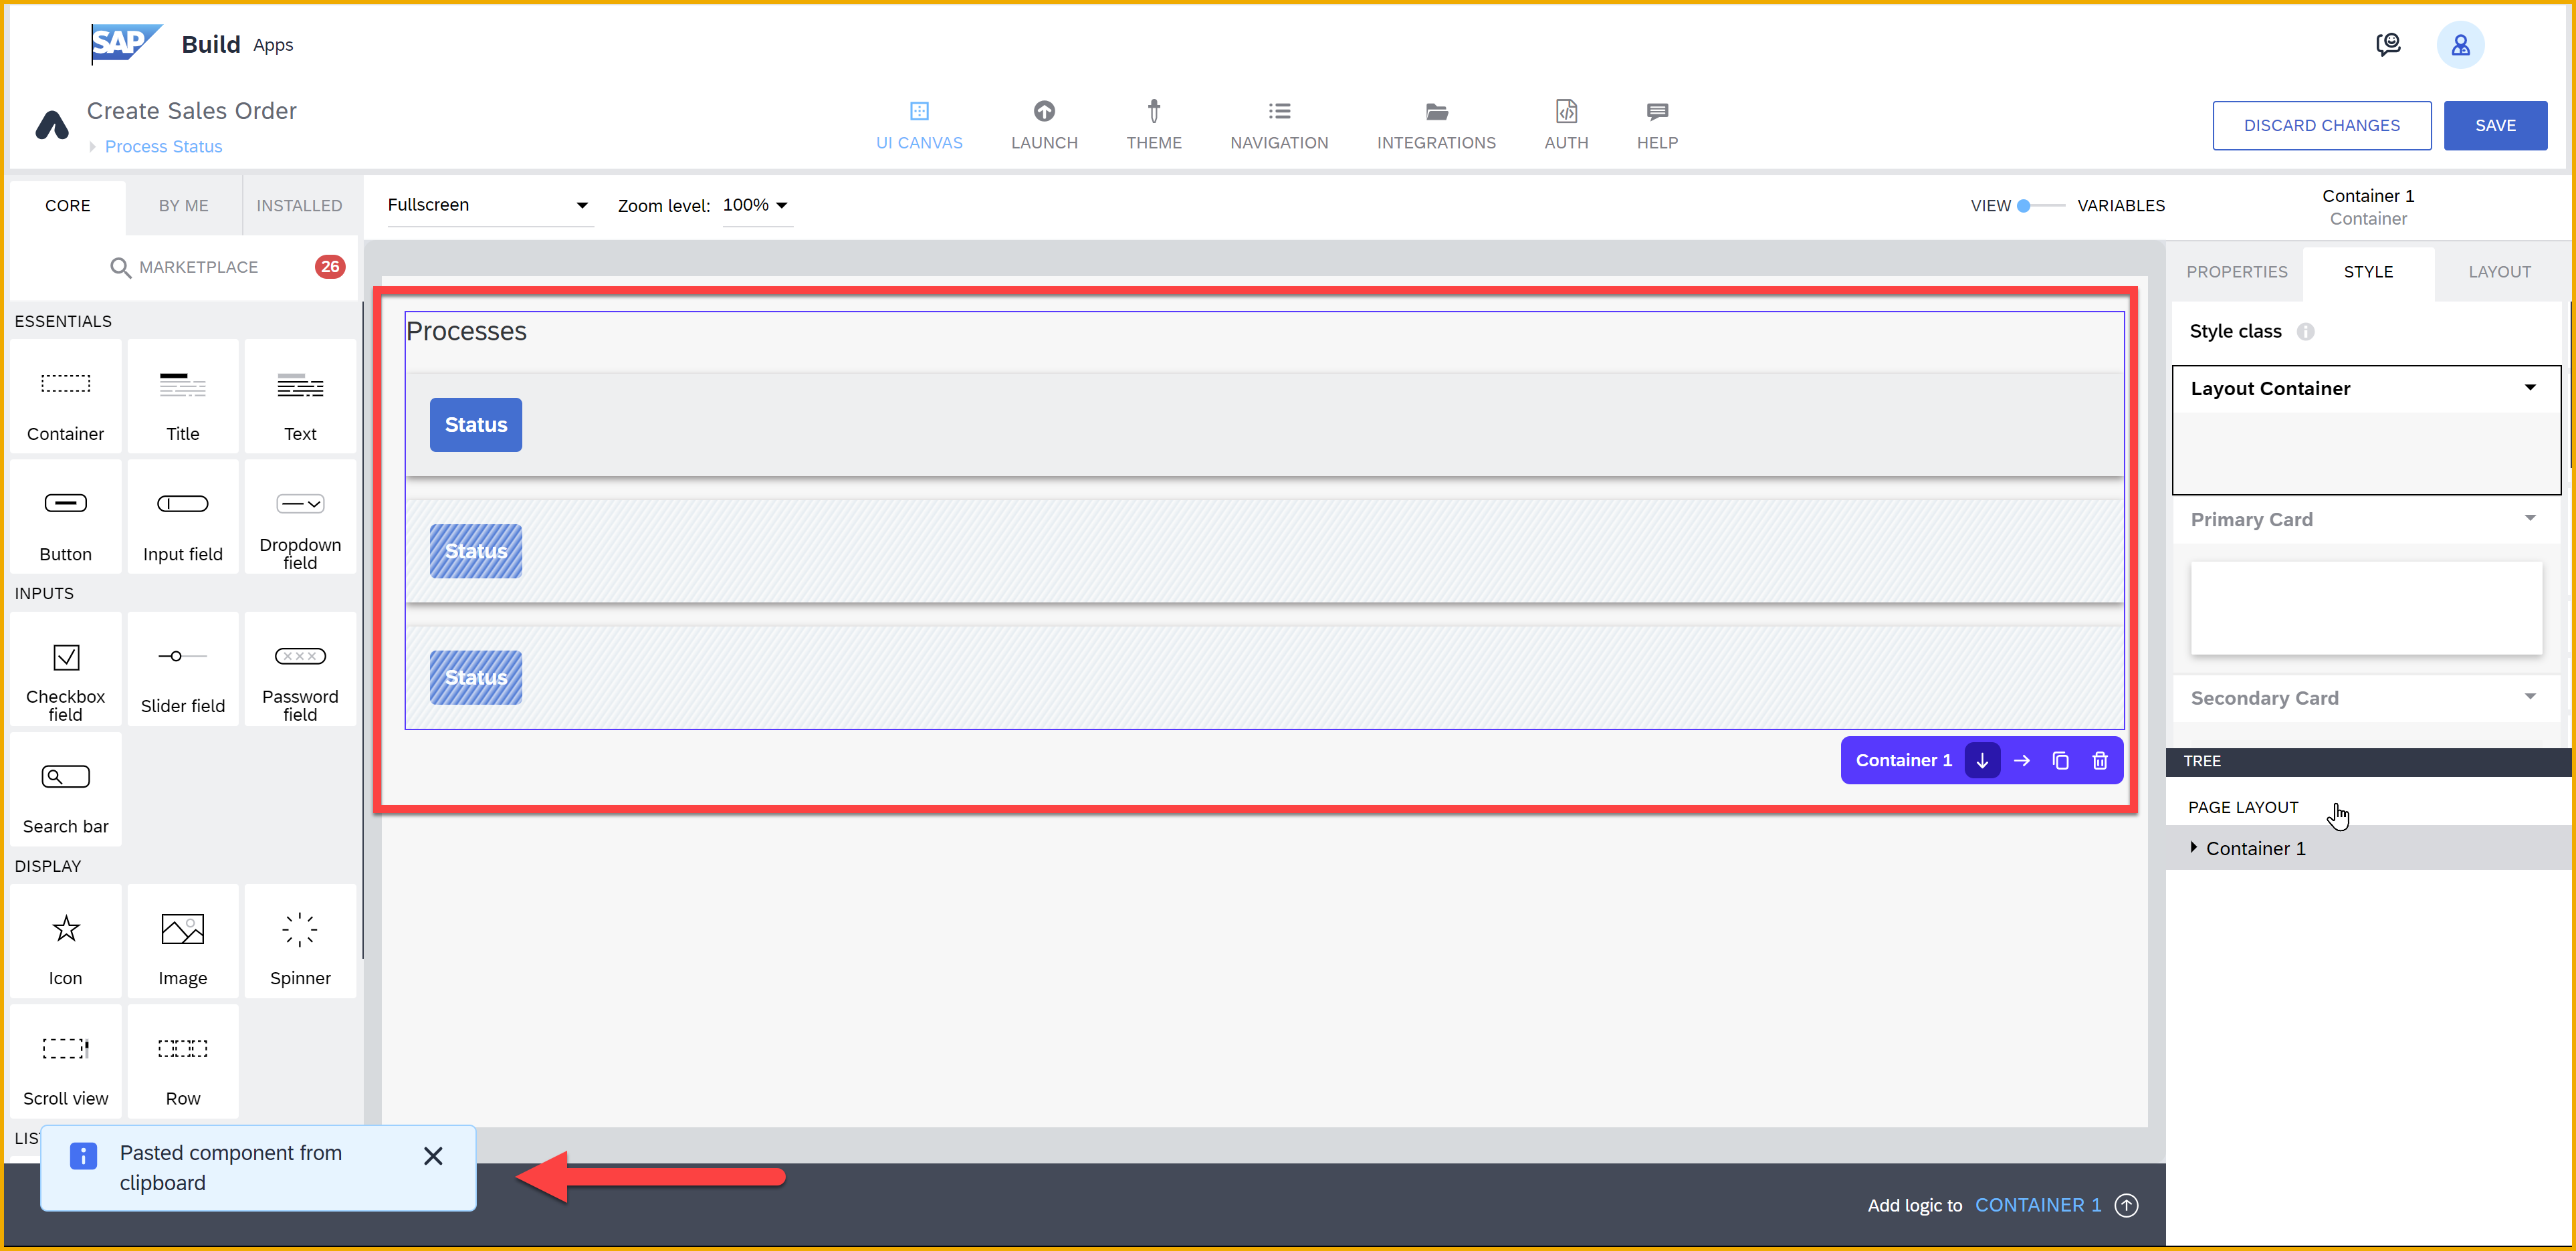 SAP Build Apps
Create Sales Order
Process Status
UI CANVAS
LAUNCH
THEME
NAVIGATION
INTEGRATIONS
AUTH
HELP
DISCARD CHANGES
SAVE
CORE
BY ME
INSTALLED
Fullscreen
Zoom level: 100%
VIEW
VARIABLES
Container 1
Container
MARKETPLACE
26
PROPERTIES
STYLE
LAYOUT
ESSENTIALS
Container
Title
Text
Button
Input field
Dropdown
field
INPUTS
Checkbox
field
Slider field
Password
field
Search bar
DISPLAY
Icon
Image
Spinner
Scroll view
Row
LIS
Processes
Status
Status
Status
Container 1
Style class
Layout Container
Primary Card
Secondary Card
TREE
PAGE LAYOUT
Container 1
Pasted component from
clipboard
Add logic to CONTAINER 1